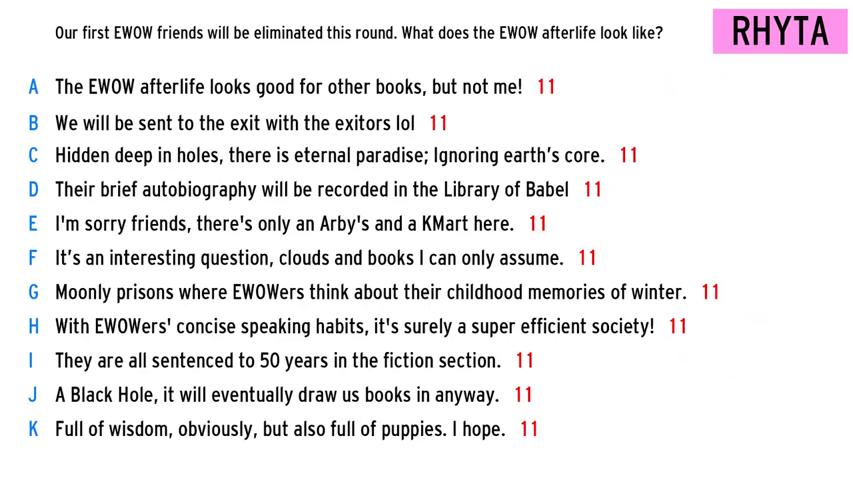 Our first EWOW friends will be eliminated this round. What does the EWOW afterlife look like?
RHYTA
A The EWOW afterlife looks good for other books, but not me! 11
B We will be sent to the exit with the exitors lol 11
C Hidden deep in holes, there is eternal paradise; Ignoring earth’s core. 11
D Their brief autobiography will be recorded in the Library of Babel 11
E I'm sorry friends, there's only an Arby's and a KMart here. 11
F It’s an interesting question, clouds and books I can only assume. 11
G Moonly prisons where EWOWers think about their childhood memories of winter. 11
H With EWOWers' concise speaking habits, it's surely a super efficient society! 11
I They are all sentenced to 50 years in the fiction section. 11
J A Black Hole, it will eventually draw us books in anyway. 11
K Full of wisdom, obviously, but also full of puppies. I hope. 11